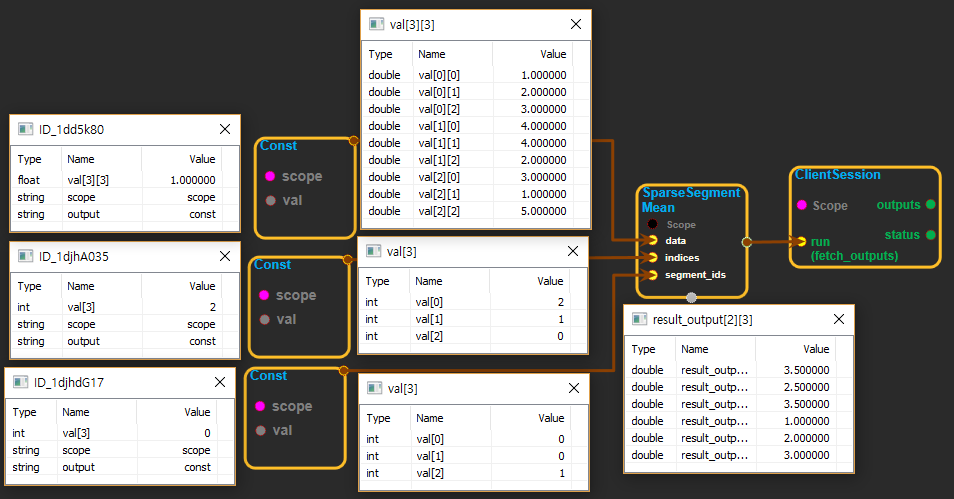 val[3][3]
Type Name Value
double val[0][0] 1.000000
double val[0][1] 2.000000
double val[0][2] 3.000000
double val[1][0] 4.000000
double val[1][1] 4.000000
double val[1][2] 2.000000
double val[2][0] 3.000000
double val[2][1] 1.000000
double val[2][2] 5.000000
ID_1dd5k80
Type Name Value
float val[3][3] 1.000000
string scope scope
string output const
Const
scope
val
ID_1djhA035
Type Name Value
int val[3] 2
string scope scope
string output const
Const
scope
val
val[3]
Type Name Value
int val[0] 2
int val[1] 1
int val[2] 0
ID_1djhdG17
Type Name Value
int val[3] 0
string scope scope
string output const
Const
scope
val
val[3]
Type Name Value
int val[0] 0
int val[1] 0
int val[2] 1
SparseSegment
Mean
Scope
data
indices
segment_ids
ClientSession
Scope
outputs
status
run
(fetch_outputs)
result_output[2][3]
Type Name Value
double result_outp... 3.500000
double result_outp... 2.500000
double result_outp... 3.500000
double result_outp... 1.000000
double result_outp... 2.000000
double result_outp... 3.000000